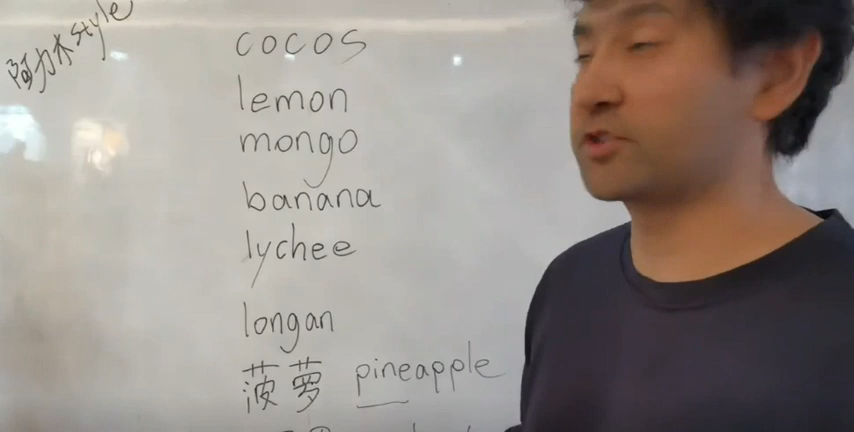 阿力木style
cocos
lemon
mongo
banana
lychee
longan
菠萝 pineapple